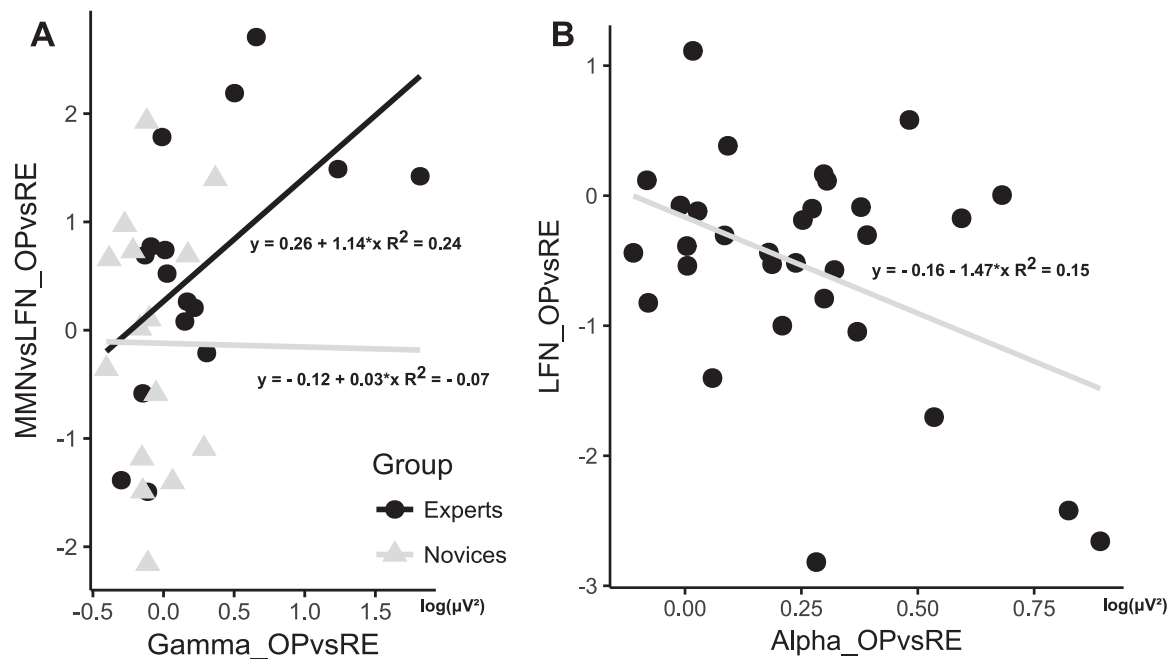 A
MMNvsLFN_OPvsRE
2
1
0
-1
-2
y = 0.26 + 1.14*x R² = 0.24
y = - 0.12 + 0.03*x R² = - 0.07
Group
Experts
Novices
-0.5 0.0 0.5 1.0 1.5 log(µV²)
Gamma_OPvsRE
B
LFN_OPvsRE
1
0
-1
-2
-3
y = - 0.16 - 1.47*x R² = 0.15
0.00 0.25 0.50 0.75 log(µV²)
Alpha_OPvsRE